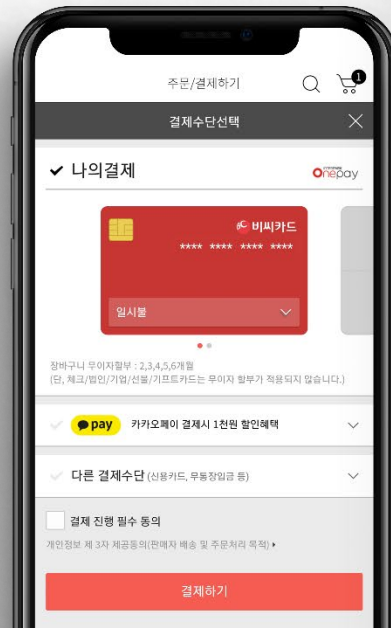 주문/결제하기
1
결제수단선택
나의결제
Onepay
비씨카드
**** **** **** ****
일시불
장바구니 무이자할부 : 2,3,4,5,6개월
(단, 체크/법인/기업/선불/기프트카드는 무이자 할부가 적용되지 않습니다.)
pay 카카오페이 결제시 1천원 할인혜택
다른 결제수단 (신용카드, 무통장입금 등)
결제 진행 필수 동의
개인정보 제 3자 제공동의(판매자 배송 및 주문처리 목적)
결제하기